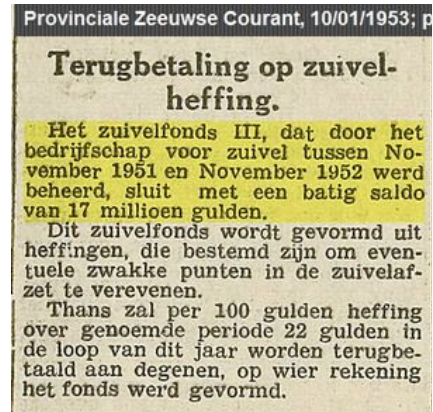 Provinciale Zeeuwse Courant, 10/01/1953; p
Terugbetaling op zuivel-
heffing.
Het zuivelfonds III, dat door het
bedrijfschap voor zuivel tussen No-
vember 1951 en November 1952 werd
beheerd, sluit met een batig saldo
van 17 millioen gulden.
Dit zuivelfonds wordt gevormd uit
heffingen, die bestemd zijn om even-
tuele zwakke punten in de zuivelaf-
zet te verevenen.
Thans zal per 100 gulden heffing
over genoemde periode 22 gulden in
de loop van dit jaar worden terugbe-
taald aan degenen, op wier rekening
het fonds werd gevormd.